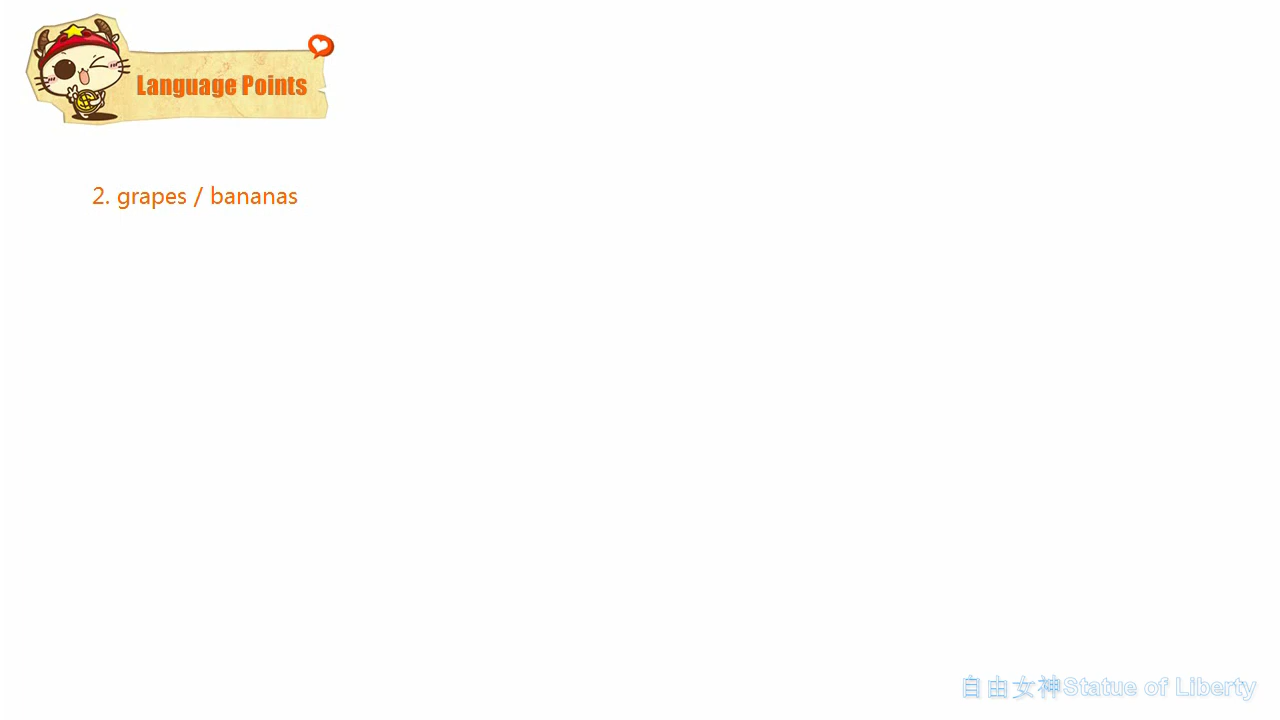 Language Points
2. grapes / bananas
自由女神Statue of Liberty